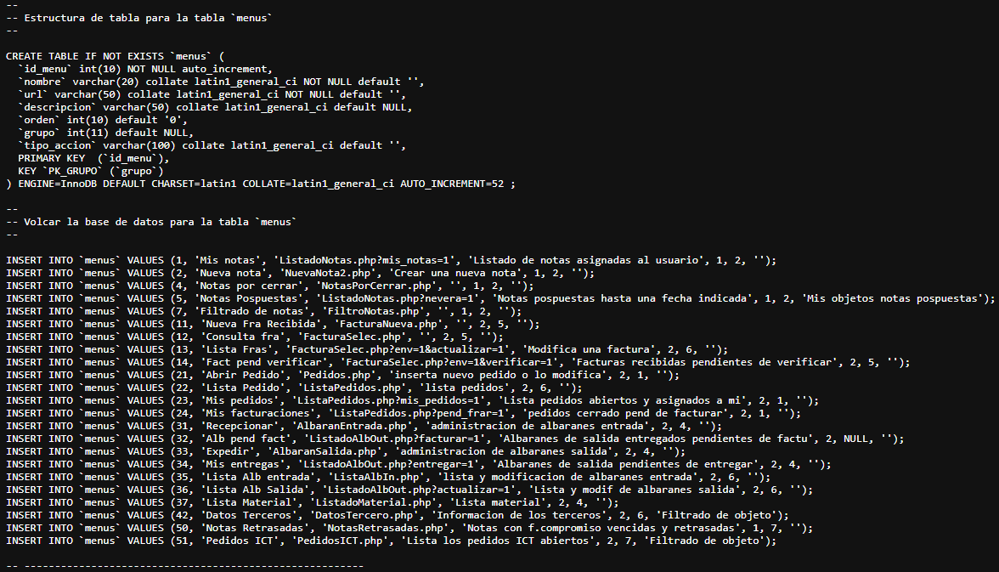 --
-- Estructura de tabla para la tabla `menus`
--
CREATE TABLE IF NOT EXISTS `menus` (
  `id_menu` int(10) NOT NULL auto_increment,
  `nombre` varchar(20) collate latin1_general_ci NOT NULL default '',
  `url` varchar(50) collate latin1_general_ci NOT NULL default '',
  `descripcion` varchar(50) collate latin1_general_ci default NULL,
  `orden` int(10) default '0',
  `grupo` int(11) default NULL,
  `tipo_accion` varchar(100) collate latin1_general_ci default '',
  PRIMARY KEY  (`id_menu`),
  KEY `PK_GRUPO` (`grupo`)
) ENGINE=InnoDB DEFAULT CHARSET=latin1 COLLATE=latin1_general_ci AUTO_INCREMENT=52 ;
--
-- Volcar la base de datos para la tabla `menus`
--
INSERT INTO `menus` VALUES (1, 'Mis notas', 'ListadoNotas.php?mis_notas=1', 'Listado de notas asignadas al usuario', 1, 2, '');
INSERT INTO `menus` VALUES (2, 'Nueva nota', 'NuevaNota2.php', 'Crear una nueva nota', 1, 2, '');
INSERT INTO `menus` VALUES (4, 'Notas por cerrar', 'NotasPorCerrar.php', '', 1, 2, '');
INSERT INTO `menus` VALUES (5, 'Notas Pospuestas', 'ListadoNotas.php?nevera=1', 'Notas pospuestas hasta una fecha indicada', 1, 2, 'Mis objetos notas pospuestas');
INSERT INTO `menus` VALUES (7, 'Filtrado de notas', 'FiltroNotas.php', '', 1, 2, '');
INSERT INTO `menus` VALUES (11, 'Nueva Fra Recibida', 'FacturaNueva.php', '', 2, 5, '');
INSERT INTO `menus` VALUES (12, 'Consulta fra', 'FacturaSelec.php', '', 2, 5, '');
INSERT INTO `menus` VALUES (13, 'Lista Fras', 'FacturaSelec.php?env=1&actualizar=1', 'Modifica una factura', 2, 6, '');
INSERT INTO `menus` VALUES (14, 'Fact pend verificar', 'FacturaSelec.php?env=1&verificar=1', 'Facturas recibidas pendientes de verificar', 2, 5, '');
INSERT INTO `menus` VALUES (21, 'Abrir Pedido', 'Pedidos.php', 'inserta nuevo pedido o lo modifica', 2, 1, '');
INSERT INTO `menus` VALUES (22, 'Lista Pedido', 'ListaPedidos.php', 'lista pedidos', 2, 6, '');
INSERT INTO `menus` VALUES (23, 'Mis pedidos', 'ListaPedidos.php?mis_pedidos=1', 'Lista pedidos abiertos y asignados a mi', 2, 1, '');
INSERT INTO `menus` VALUES (24, 'Mis facturaciones', 'ListaPedidos.php?pend_frar=1', 'pedidos cerrado pend de facturar', 2, 1, '');
INSERT INTO `menus` VALUES (31, 'Recepcionar', 'AlbaranEntrada.php', 'administracion de albaranes entrada', 2, 4, '');
INSERT INTO `menus` VALUES (32, 'Alb pend fact', 'ListadoAlbOut.php?facturar=1', 'Albaranes de salida entregados pendientes de factu', 2, NULL, '');
INSERT INTO `menus` VALUES (33, 'Expedir', 'AlbaranSalida.php', 'administracion de albaranes salida', 2, 4, '');
INSERT INTO `menus` VALUES (34, 'Mis entregas', 'ListadoAlbOut.php?entregar=1', 'Albaranes de salida pendientes de entregar', 2, 4, '');
INSERT INTO `menus` VALUES (35, 'Lista Alb entrada', 'ListaAlbIn.php', 'lista y modificacion de albaranes entrada', 2, 6, '');
INSERT INTO `menus` VALUES (36, 'Lista Alb Salida', 'ListadoAlbOut.php?actualizar=1', 'Lista y modif de albaranes salida', 2, 6, '');
INSERT INTO `menus` VALUES (37, 'Lista Material', 'ListadoMaterial.php', 'Lista material', 2, 4, '');
INSERT INTO `menus` VALUES (42, 'Datos Terceros', 'DatosTercero.php', 'Informacion de los terceros', 2, 6, 'Filtrado de objeto');
INSERT INTO `menus` VALUES (50, 'Notas Retrasadas', 'NotasRetrasadas.php', 'Notas con f.compromiso vencidas y retrasadas', 1, 7, '');
INSERT INTO `menus` VALUES (51, 'Pedidos ICT', 'PedidosICT.php', 'Lista los pedidos ICT abiertos', 2, 7, 'Filtrado de objeto');
-- --------------------------------------------------------